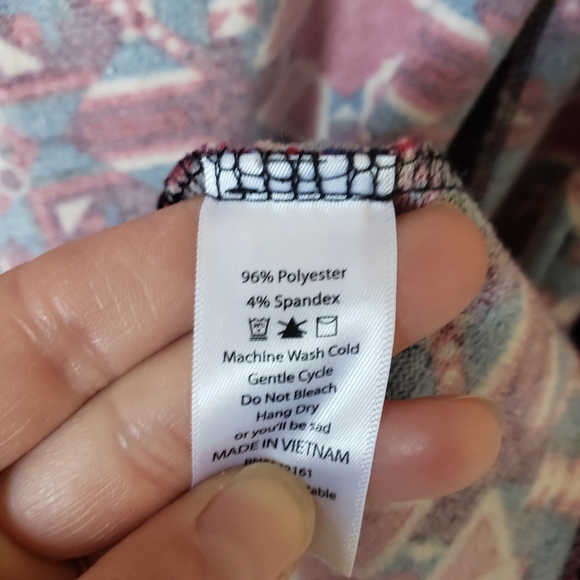 96% Polyester
4% Spandex
Machine Wash Cold
Gentle Cycle
Do Not Bleach
Hang Dry
or you'll be sad
MADE IN VIETNAM